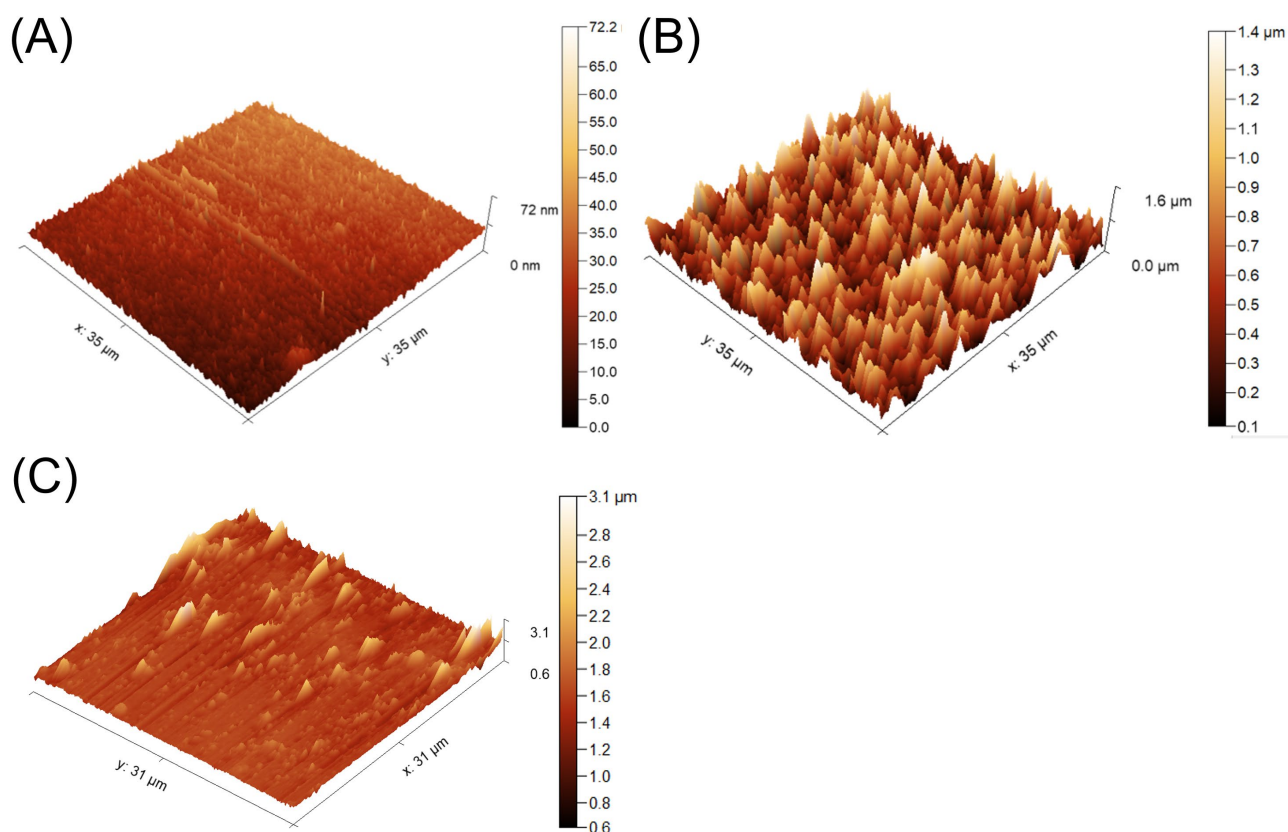 (A)
72.2
65.0
60.0
55.0
50.0
45.0
40.0
35.0
30.0
25.0
20.0
15.0
10.0
5.0
0.0
72 nm
0 nm
x: 35 µm
y: 35 µm
(B)
1.4 µm
1.3
1.2
1.1
1.0
0.9
0.8
0.7
0.6
0.5
0.4
0.3
0.2
0.1
1.6 µm
0.0 µm
y: 35 µm
x: 35 µm
(C)
3.1 µm
2.8
2.6
2.4
2.2
2.0
1.8
1.6
1.4
1.2
1.0
0.8
0.6
3.1
0.6
y: 31 µm
x: 31 µm